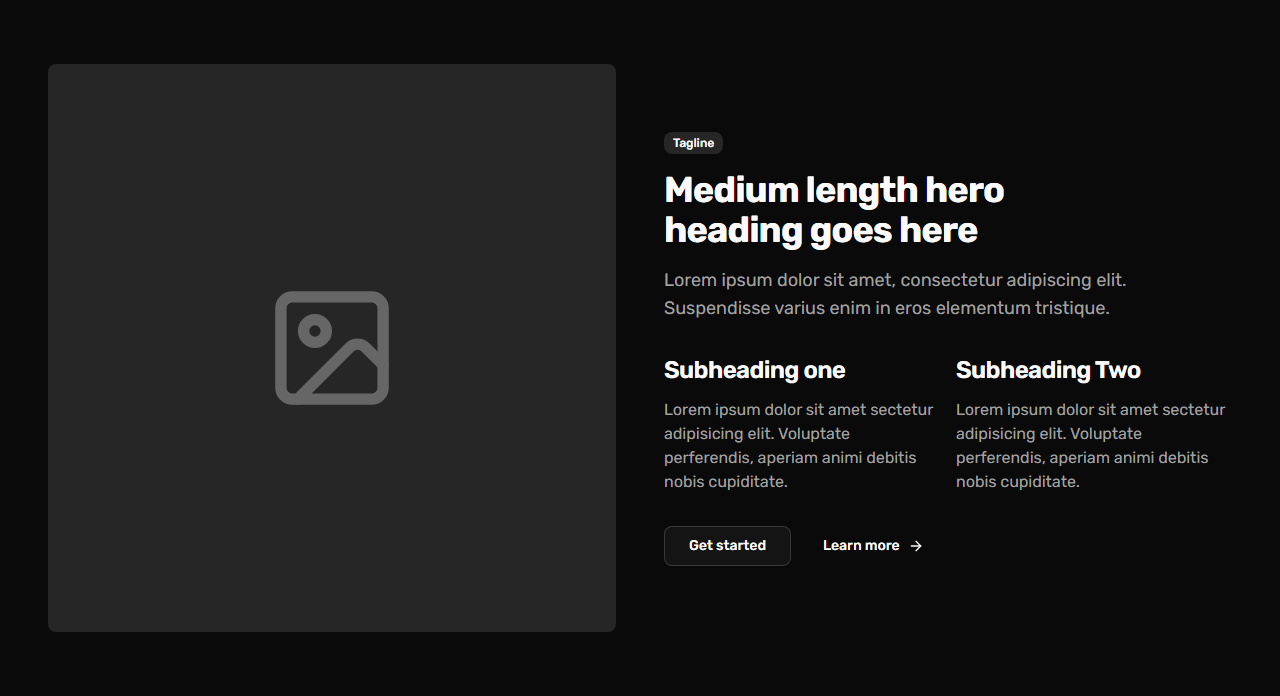 Tagline
Medium length hero
heading goes here
Lorem ipsum dolor sit amet, consectetur adipiscing elit.
Suspendisse varius enim in eros elementum tristique.
Subheading one
Lorem ipsum dolor sit amet sectetur
adipisicing elit. Voluptate
perferendis, aperiam animi debitis
nobis cupiditate.
Subheading Two
Lorem ipsum dolor sit amet sectetur
adipisicing elit. Voluptate
perferendis, aperiam animi debitis
nobis cupiditate.
Get started
Learn more